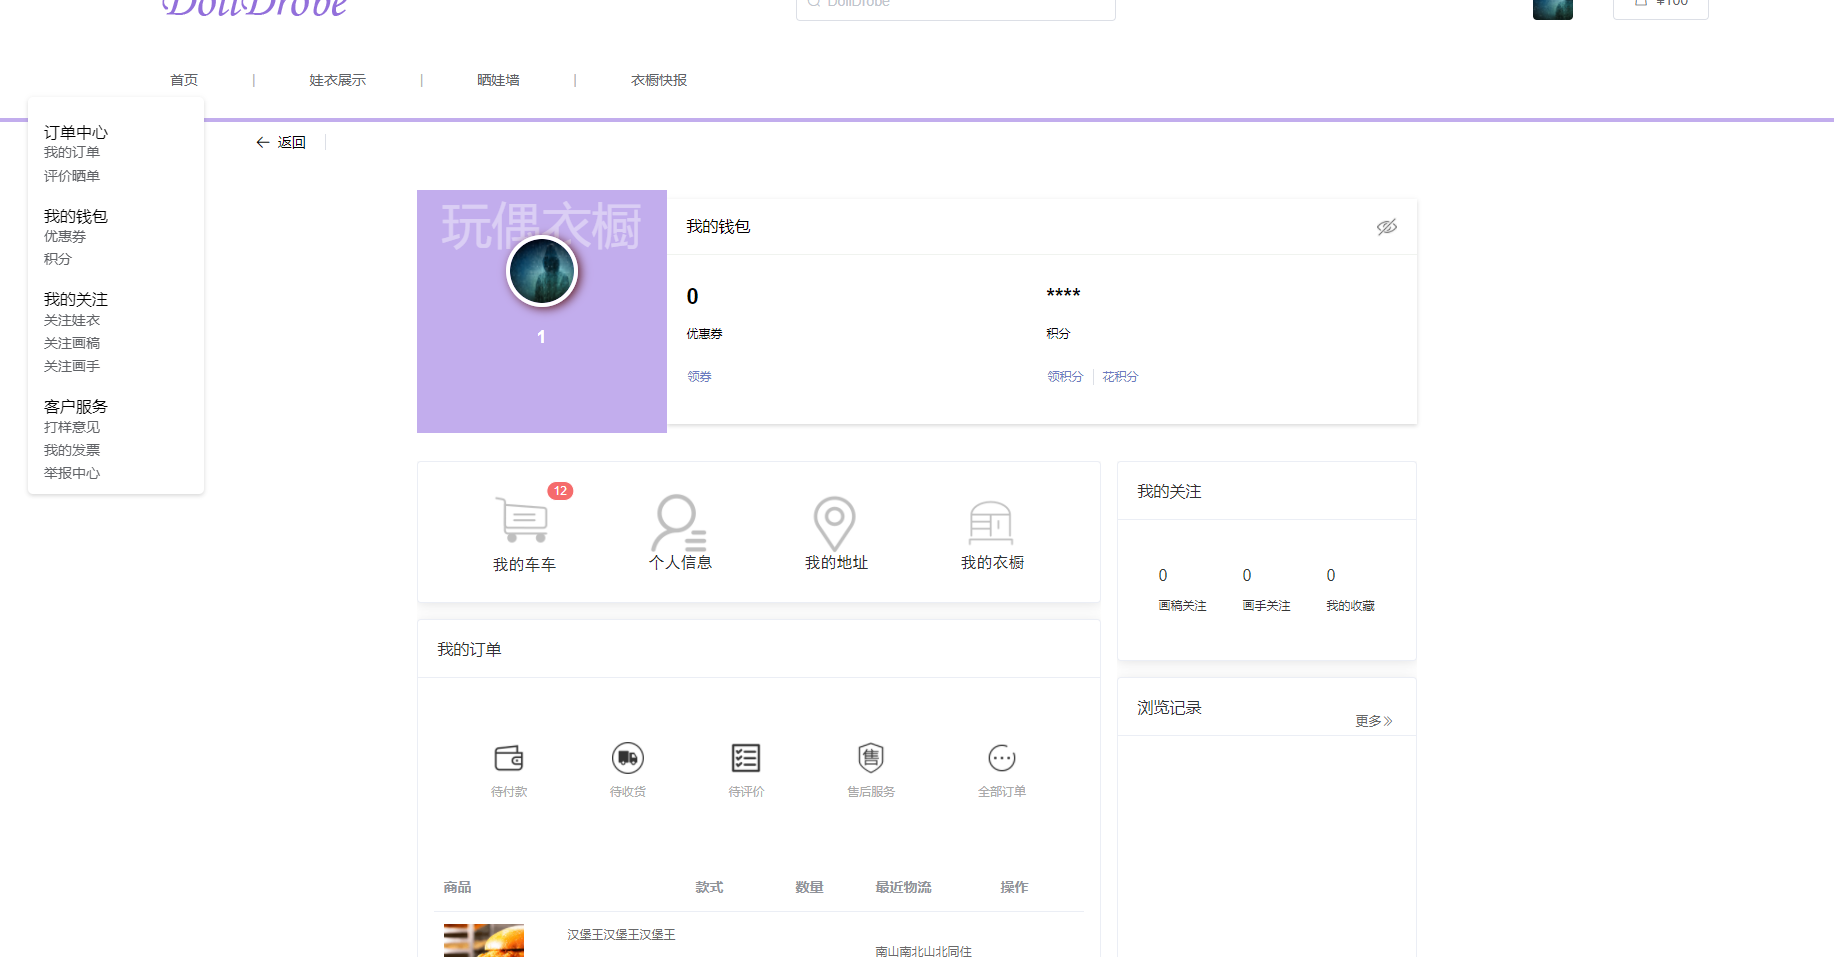 DollDrobe
DollDrobe
¥100
首页 | 娃衣展示 | 晒娃墙 | 衣橱快报
订单中心
我的订单
评价晒单
我的钱包
优惠券
积分
我的关注
关注娃衣
关注画稿
关注画手
客户服务
打样意见
我的发票
举报中心
返回
玩偶衣橱
1
我的钱包
0
优惠券
领券
****
积分
领积分 花积分
12
我的车车 个人信息 我的地址 我的衣橱
我的关注
0 0 0
画稿关注 画手关注 我的收藏
我的订单
待付款 待收货 待评价 售后服务 全部订单
售
浏览记录
更多
商品 款式 数量 最近物流 操作
汉堡王汉堡王汉堡王
南山南北山北同住